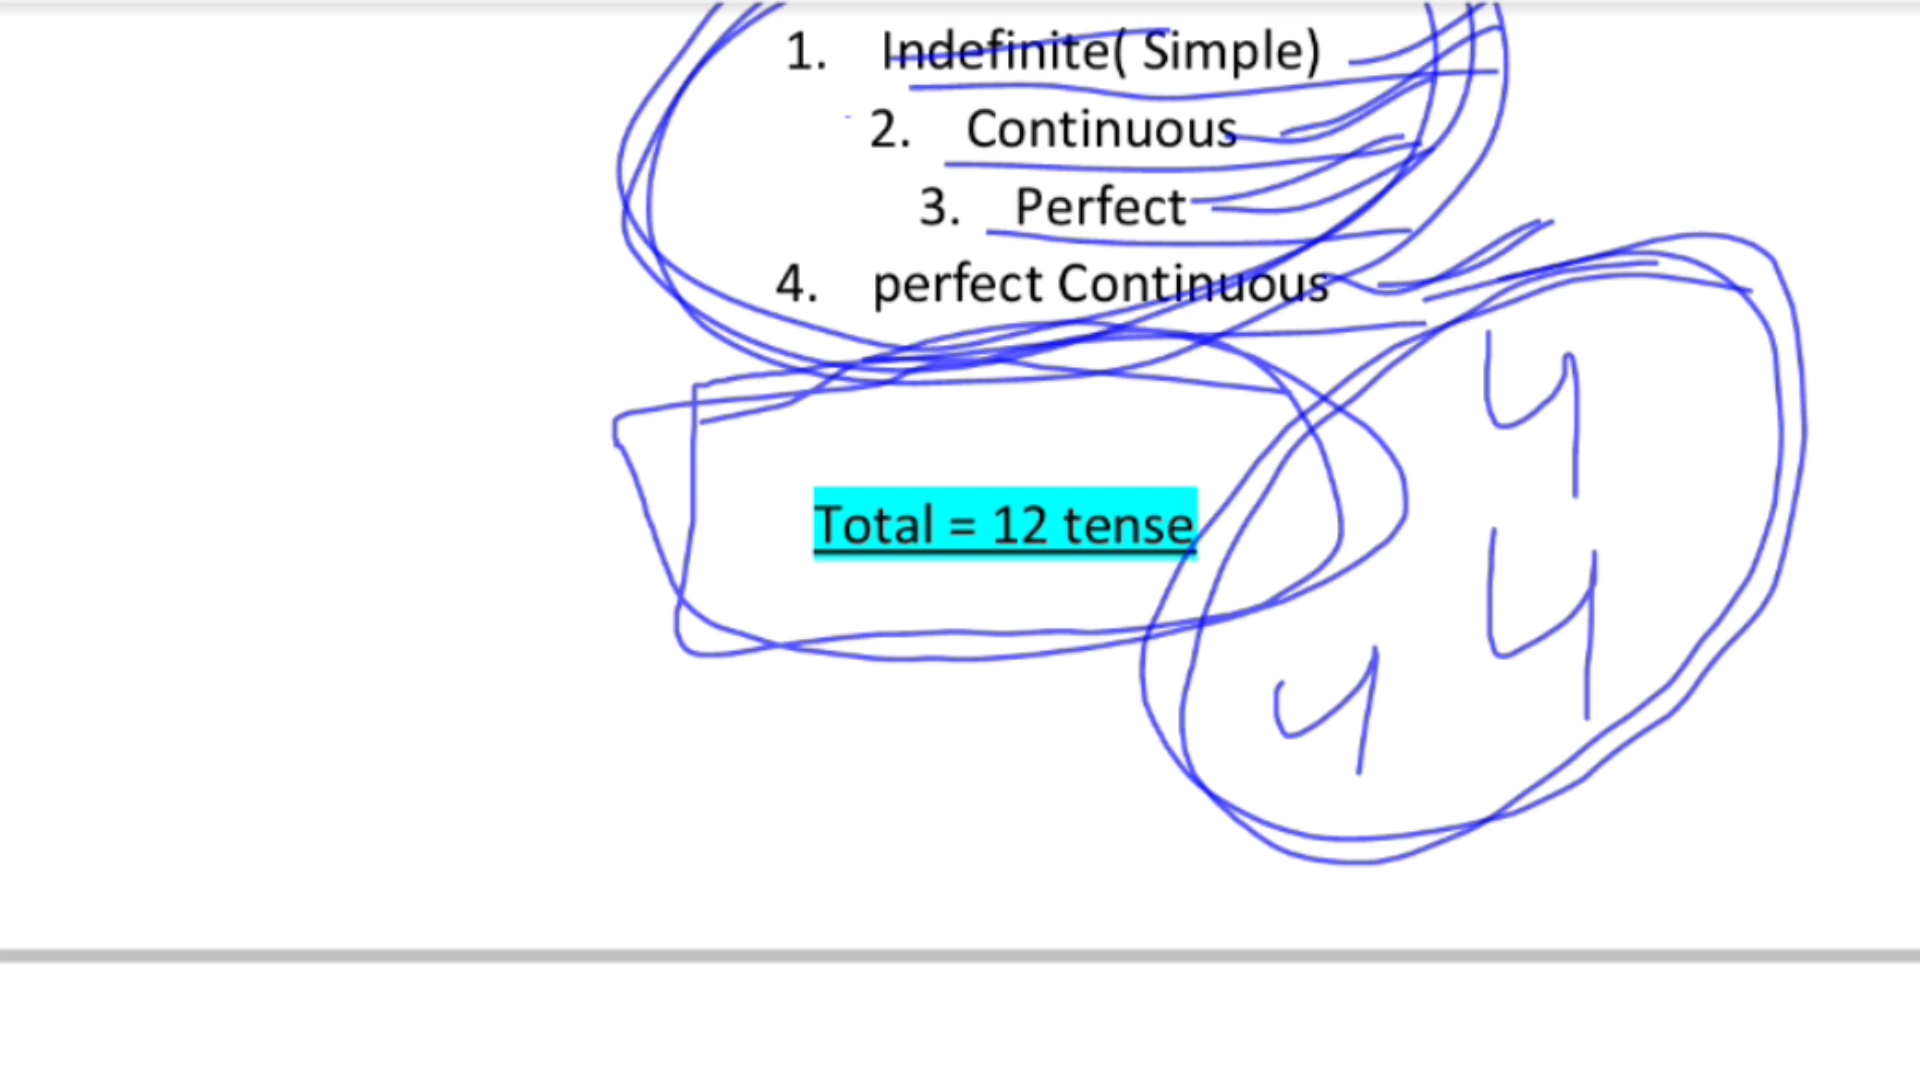 1. Indefinite( Simple)
2. Continuous
3. Perfect
4. perfect Continuous
4
Total = 12 tense
4
4